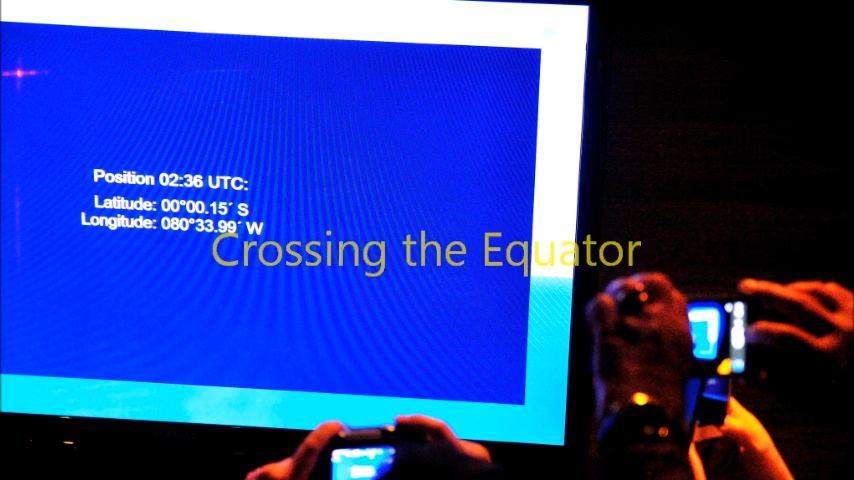 Position 02:36 UTC:
Latitude: 00°00.15´ S
Longitude: 080°33.99´ W
Crossing the Equator